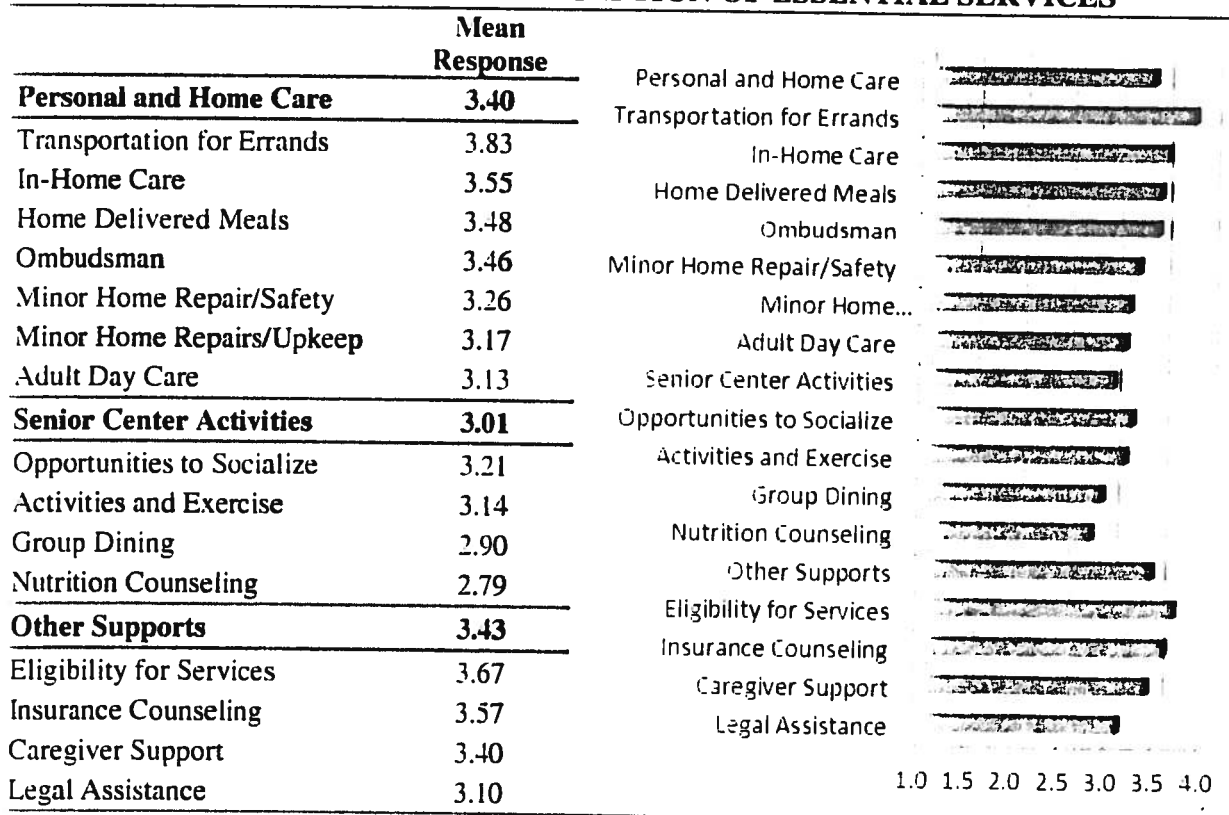 OF ESSENTIAL SERVICES
Mean
Response
Personal and Home Care 3.40
Transportation for Errands 3.83
In-Home Care 3.55
Home Delivered Meals 3.48
Ombudsman 3.46
Minor Home Repair/Safety 3.26
Minor Home Repairs/Upkeep 3.17
Adult Day Care 3.13
Senior Center Activities 3.01
Opportunities to Socialize 3.21
Activities and Exercise 3.14
Group Dining 2.90
Nutrition Counseling 2.79
Other Supports 3.43
Eligibility for Services 3.67
Insurance Counseling 3.57
Caregiver Support 3.40
Legal Assistance 3.10
Personal and Home Care
Transportation for Errands
In-Home Care
Home Delivered Meals
Ombudsman
Minor Home Repair/Safety
Minor Home...
Adult Day Care
Senior Center Activities
Opportunities to Socialize
Activities and Exercise
Group Dining
Nutrition Counseling
Other Supports
Eligibility for Services
Insurance Counseling
Caregiver Support
Legal Assistance
1.0 1.5 2.0 2.5 3.0 3.5 4.0